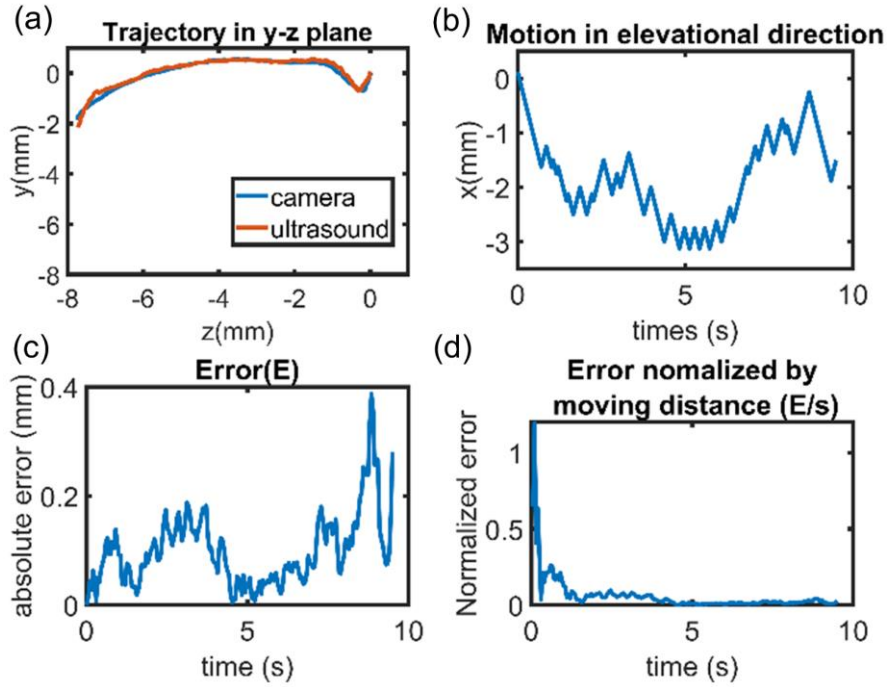 (a)
Trajectory in y-z plane
y(mm)
0
-2
-4
-6
-8
camera
ultrasound
-8
-6
-4
-2
0
z(mm)
(b)
Motion in elevational direction
x(mm)
0
-1
-2
-3
0
5
10
times (s)
(c)
Error(E)
absolute error (mm)
0.4
0.2
0
0
5
10
time (s)
(d)
Error nomalized by
moving distance (E/s)
Normalized error
1
0.5
0
0
5
10
time (s)